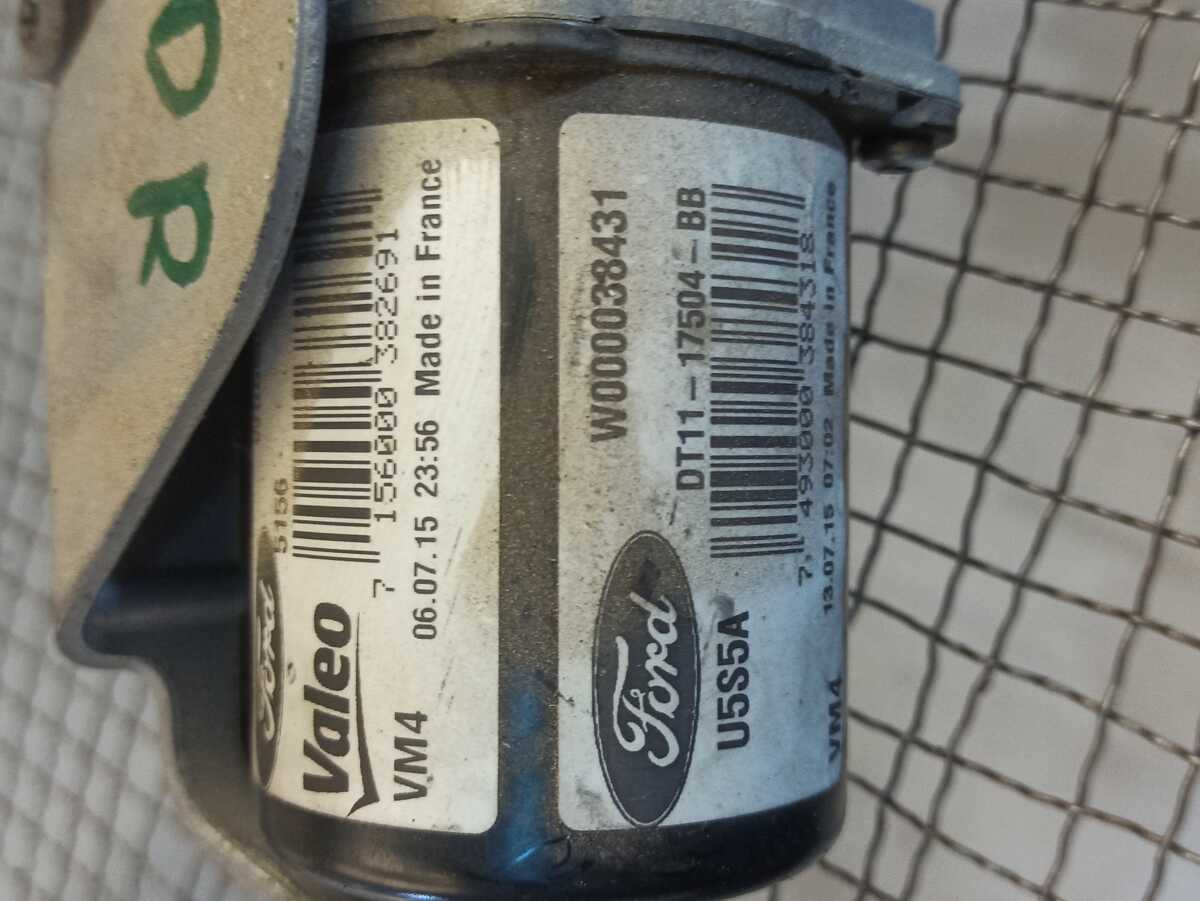 DR
Ford
5156
Valeo
7 156000 382691
VM4
06.07.15 23:56 Made in France
W000038431
DT11-17504-BB
Ford
U5S5A
7 493000 384318
VM4
13.07.15 07:02 Made in France